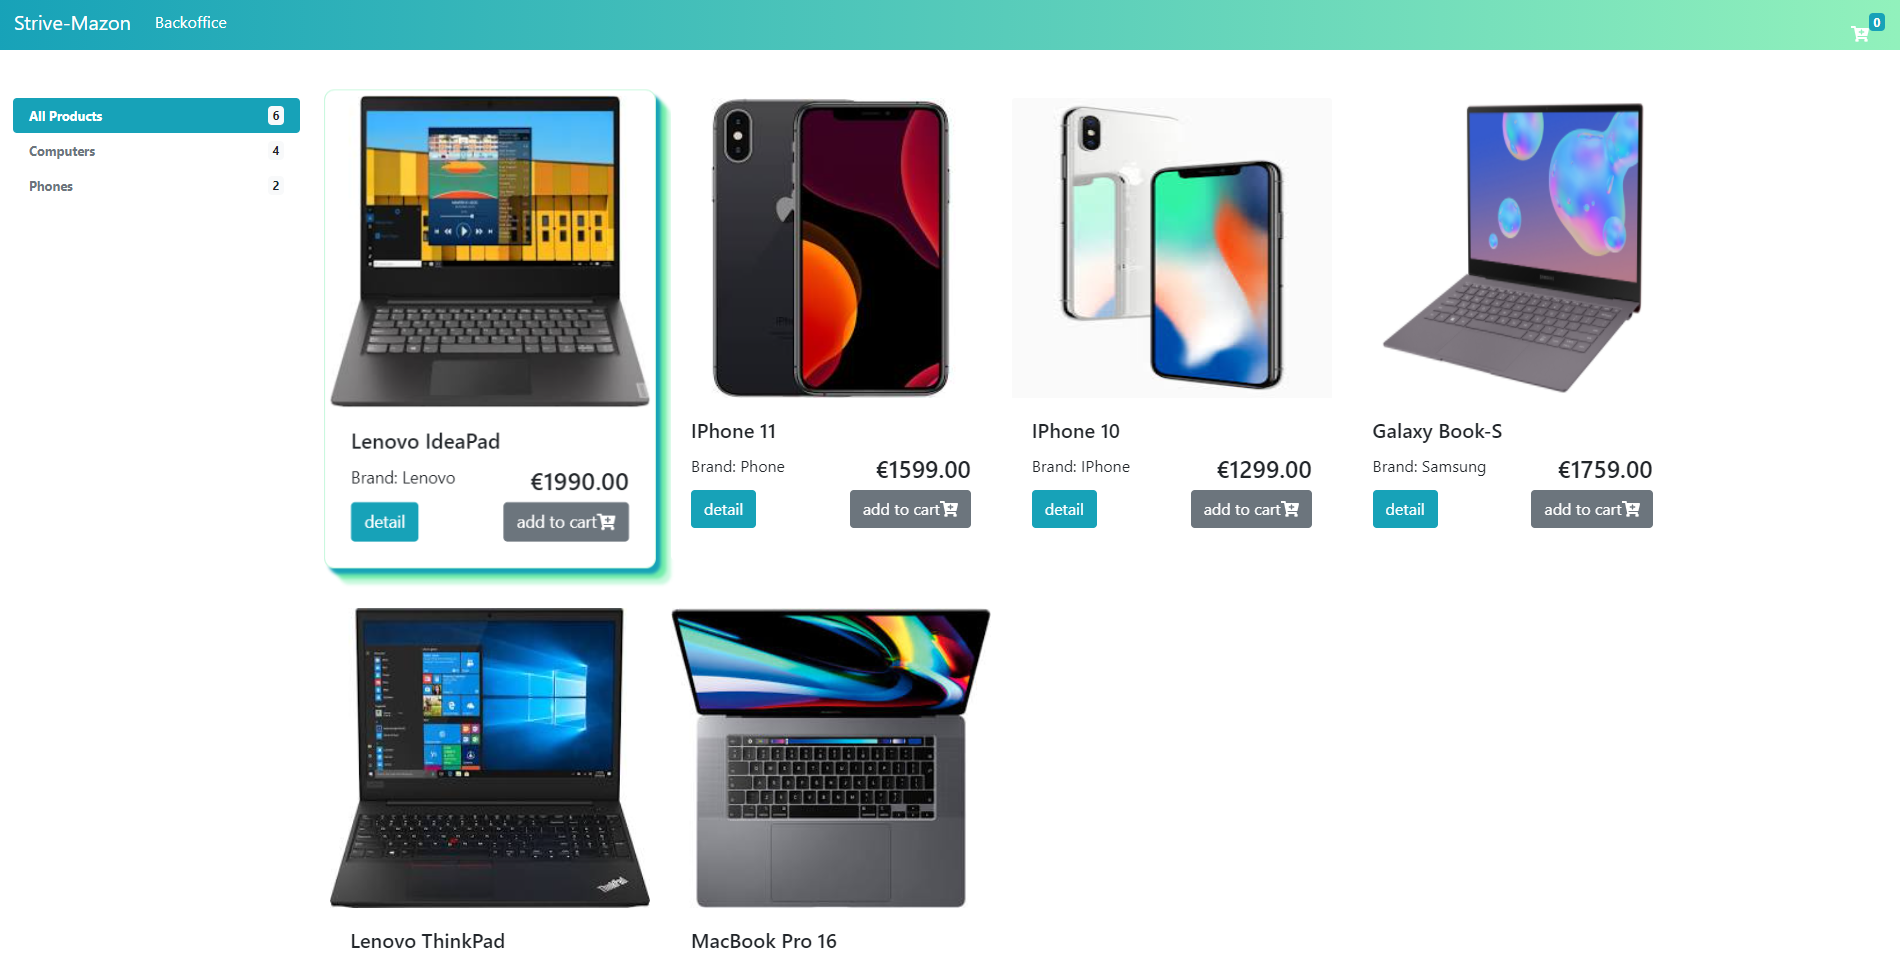 Strive-Mazon Backoffice 0
All Products 6
Computers 4
Phones 2
Lenovo IdeaPad
Brand: Lenovo €1990.00
detail add to cart
IPhone 11
Brand: Phone €1599.00
detail add to cart
IPhone 10
Brand: IPhone €1299.00
detail add to cart
Galaxy Book-S
Brand: Samsung €1759.00
detail add to cart
ThinkPad
Lenovo ThinkPad
MacBook Pro 16